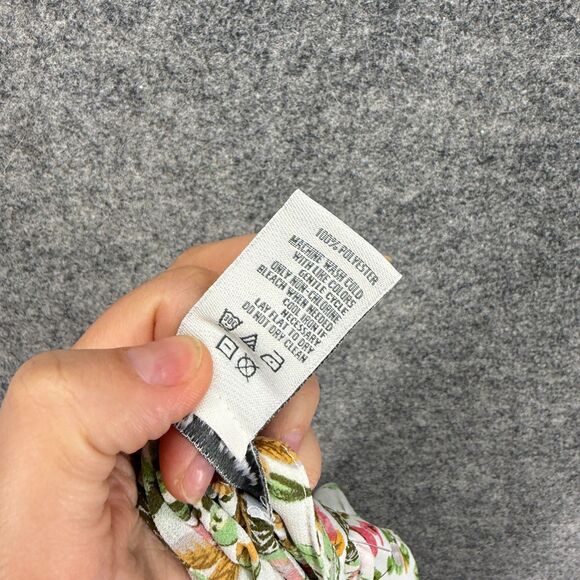 100% POLYESTER
MACHINE WASH COLD
WITH LIKE COLORS
GENTLE CYCLE
ONLY NON-CHLORINE
BLEACH WHEN NEEDED
COOL IRON IF
NECESSARY
LAY FLAT TO DRY
DO NOT DRY CLEAN